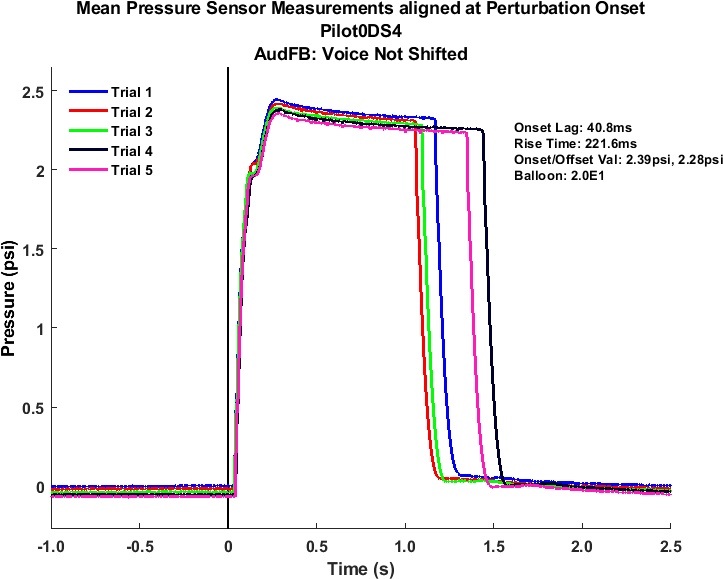 Mean Pressure Sensor Measurements aligned at Perturbation Onset
Pilot0DS4
AudFB: Voice Not Shifted
Trial 1
Trial 2
Trial 3
Trial 4
Trial 5
Onset Lag: 40.8ms
Rise Time: 221.6ms
Onset/Offset Val: 2.39psi, 2.28psi
Balloon: 2.0E1
Pressure (psi)
2.5
2
1.5
1
0.5
0
-1.0
-0.5
0
0.5
1.0
1.5
2.0
2.5
Time (s)